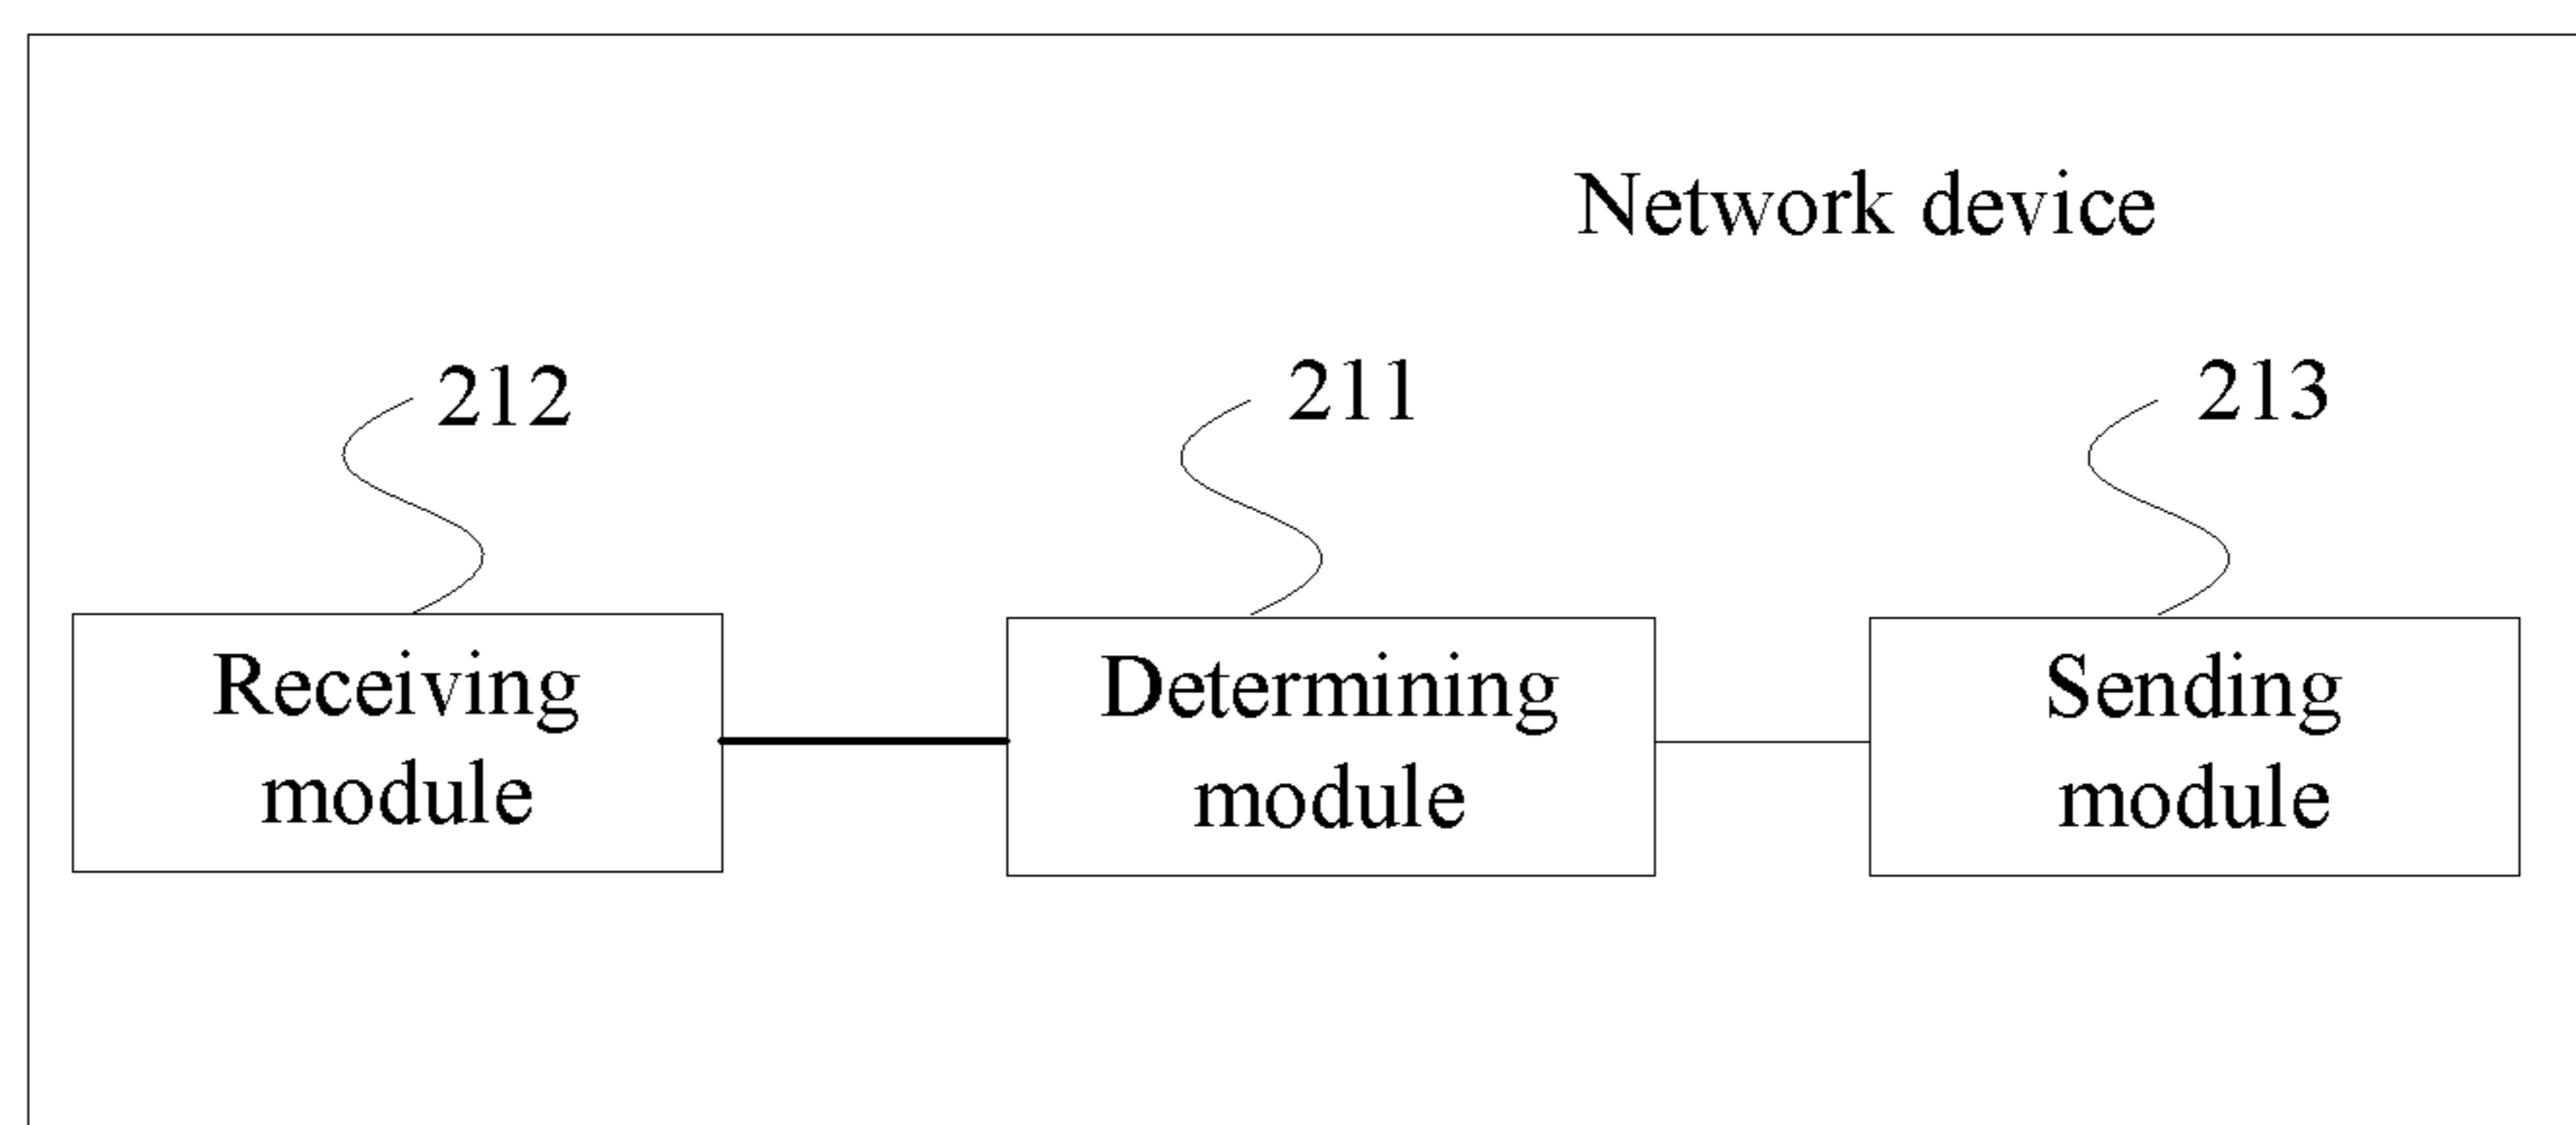 Network device
212
211
213
Receiving
module
Determining
module
Sending
module